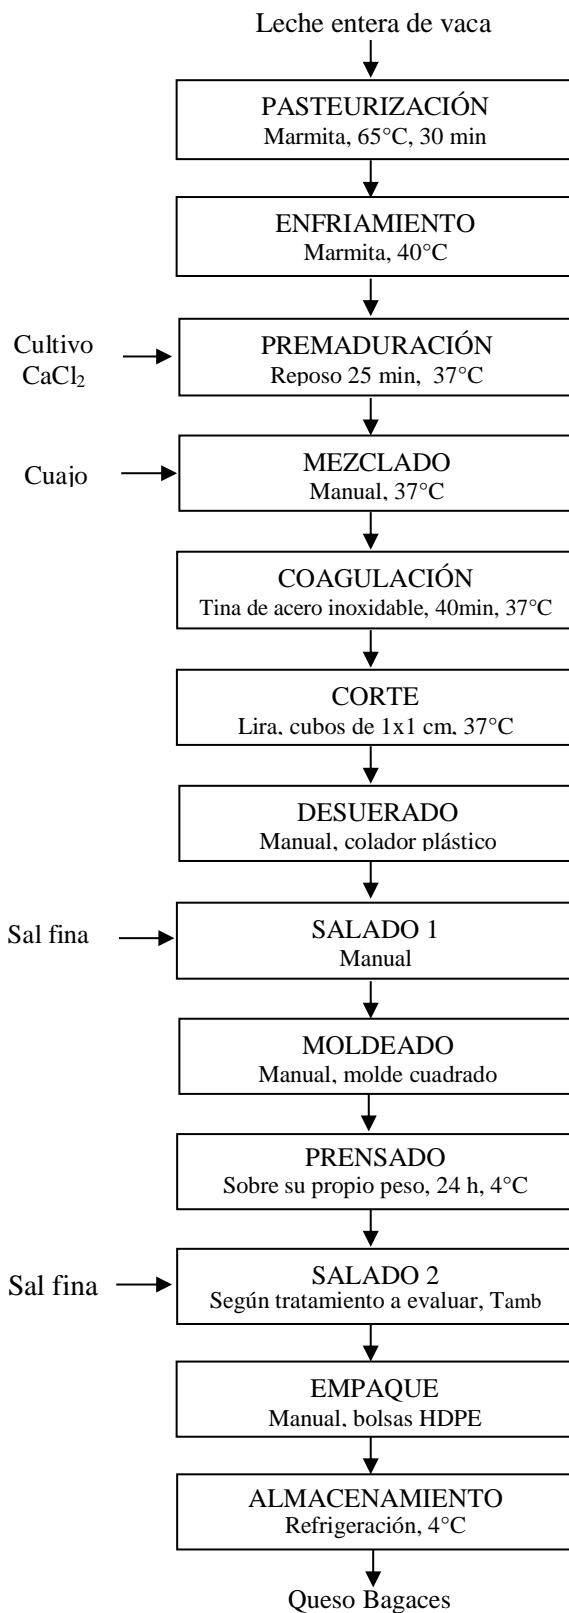 Leche entera de vaca
PASTEURIZACIÓN
Marmita, 65°C, 30 min
ENFRIAMIENTO
Marmita, 40°C
Cultivo
CaCl₂
PREMADURACIÓN
Reposo 25 min, 37°C
Cuajo
MEZCLADO
Manual, 37°C
COAGULACIÓN
Tina de acero inoxidable, 40min, 37°C
CORTE
Lira, cubos de 1x1 cm, 37°C
DESUERADO
Manual, colador plástico
Sal fina
SALADO 1
Manual
MOLDEADO
Manual, molde cuadrado
PRENSADO
Sobre su propio peso, 24 h, 4°C
Sal fina
SALADO 2
Según tratamiento a evaluar, Tamb
EMPAQUE
Manual, bolsas HDPE
ALMACENAMIENTO
Refrigeración, 4°C
Queso Bagaces